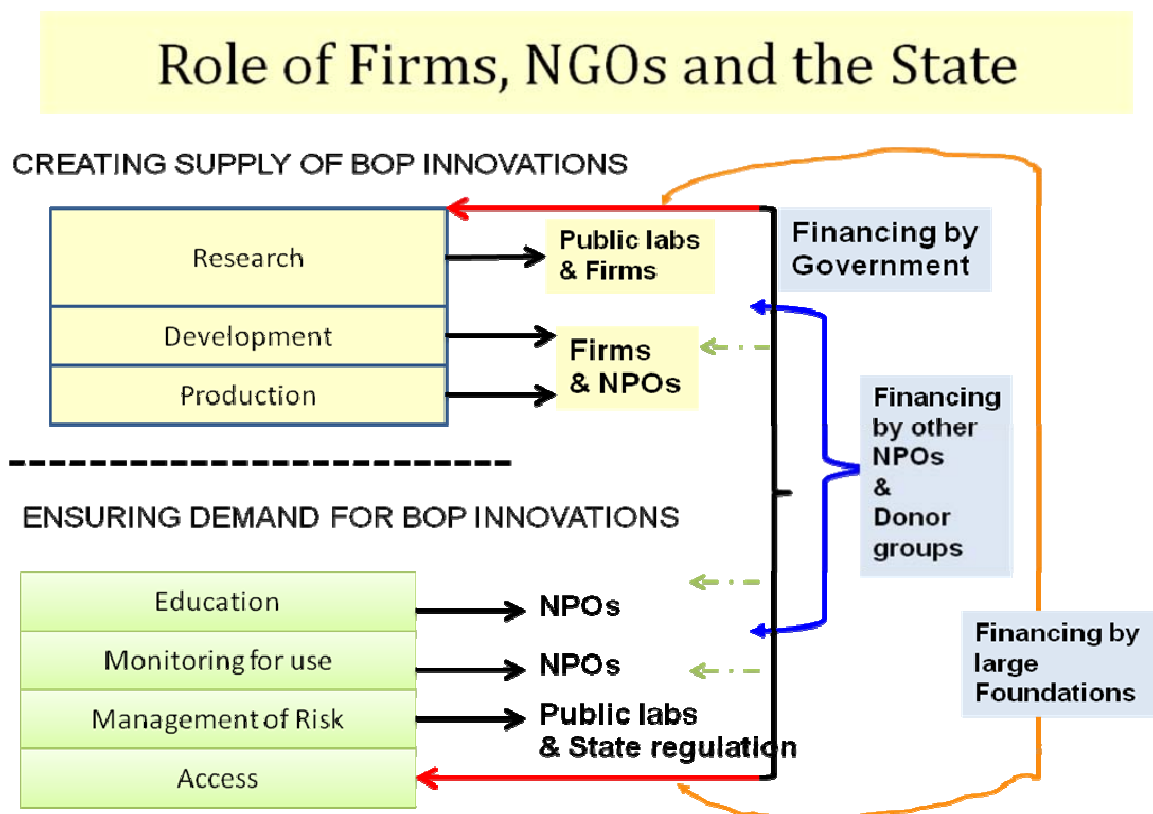 Role of Firms, NGOs and the State
CREATING SUPPLY OF BOP INNOVATIONS
Research
Public labs
& Firms
Financing by
Government
Development
Production
Firms
& NPOs
Financing
by other
NPOs
&
Donor
groups
ENSURING DEMAND FOR BOP INNOVATIONS
Education
NPOs
Monitoring for use
NPOs
Management of Risk
Public labs
& State regulation
Access
Financing by
large
Foundations